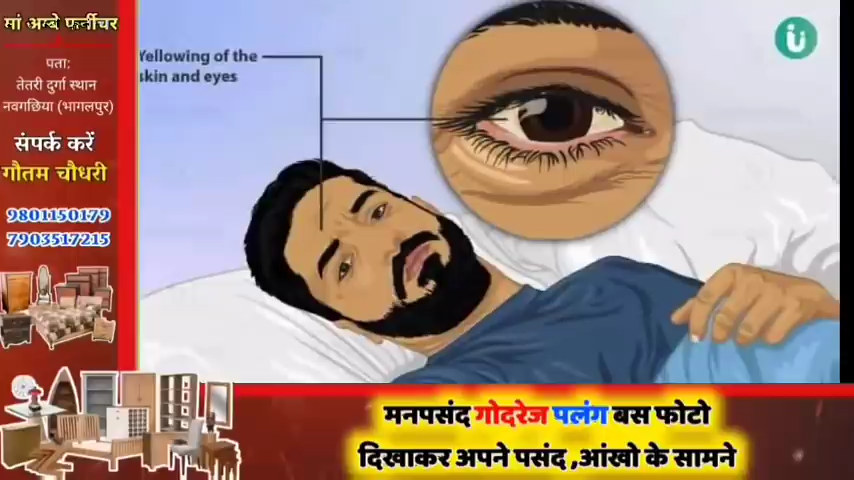 मां अम्बे फर्नीचर
पता:
तेतरी दुर्गा स्थान
नवगछिया (भागलपुर)
संपर्क करें
गौतम चौधरी
9801150179
7903517215
Yellowing of the
skin and eyes
मनपसंद गोदरेज पलंग बस फोटो
दिखाकर अपने पसंद ,आंखो के सामने